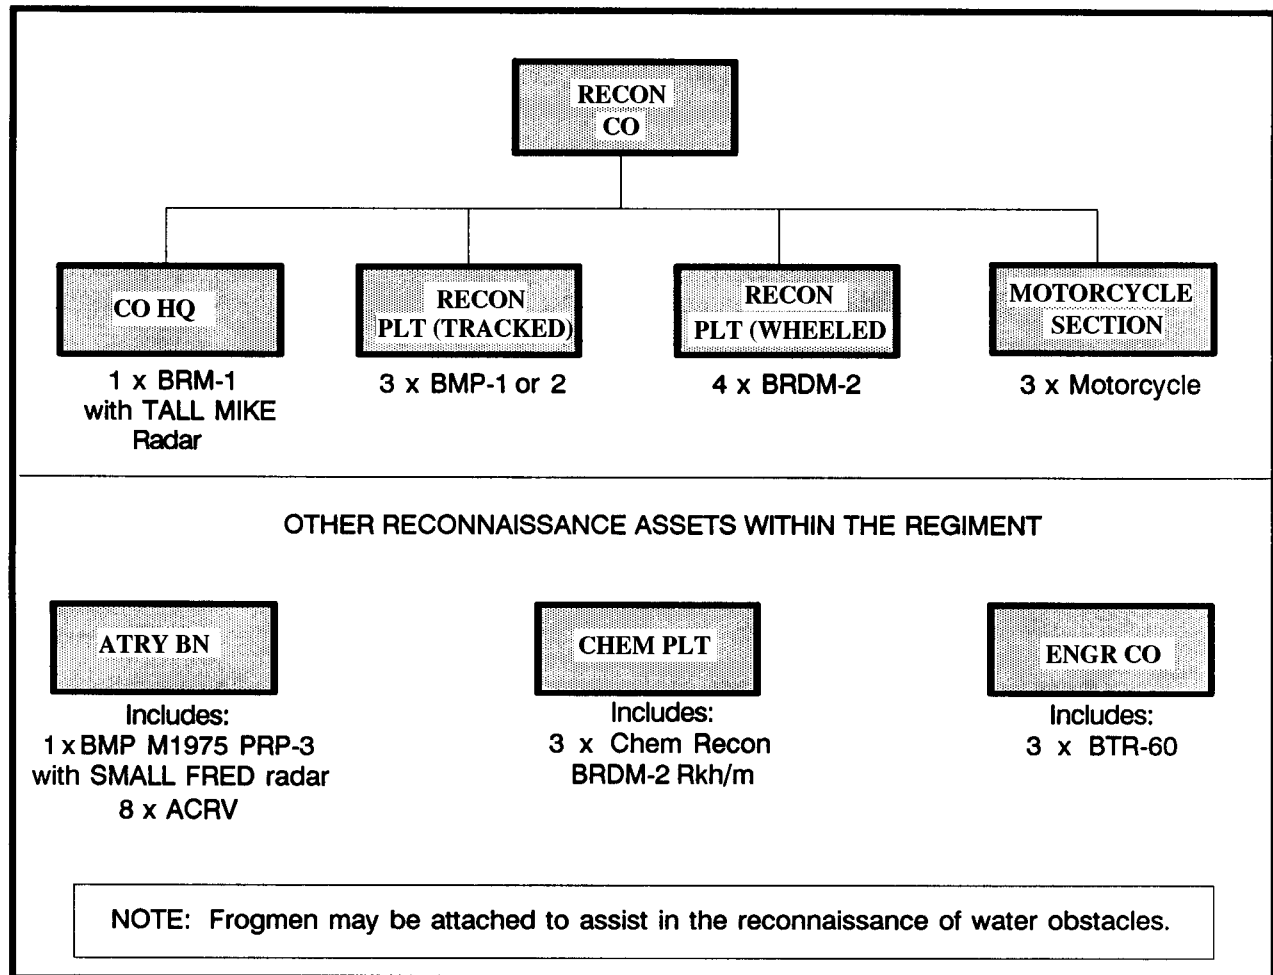 RECON
CO
CO HQ
1 x BRM-1
with TALL MIKE
Radar
RECON
PLT (TRACKED)
3 x BMP-1 or 2
RECON
PLT (WHEELED
4 x BRDM-2
MOTORCYCLE
SECTION
3 x Motorcycle
OTHER RECONNAISSANCE ASSETS WITHIN THE REGIMENT
ATRY BN
Includes:
1 x BMP M1975 PRP-3
with SMALL FRED radar
8 x ACRV
CHEM PLT
Includes:
3 x Chem Recon
BRDM-2 Rkh/m
ENGR CO
Includes:
3 x BTR-60
NOTE: Frogmen may be attached to assist in the reconnaissance of water obstacles.